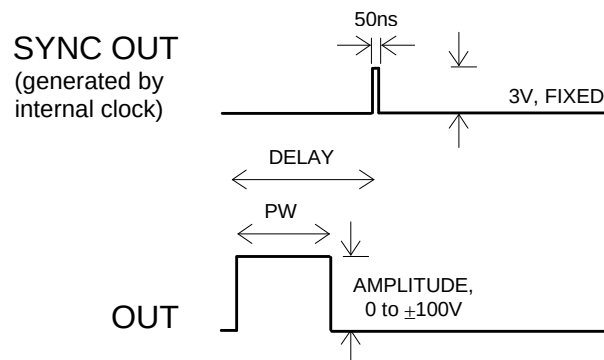 50ns
SYNC OUT
(generated by
internal clock)
3V, FIXED
DELAY
PW
AMPLITUDE,
0 to ±100V
OUT